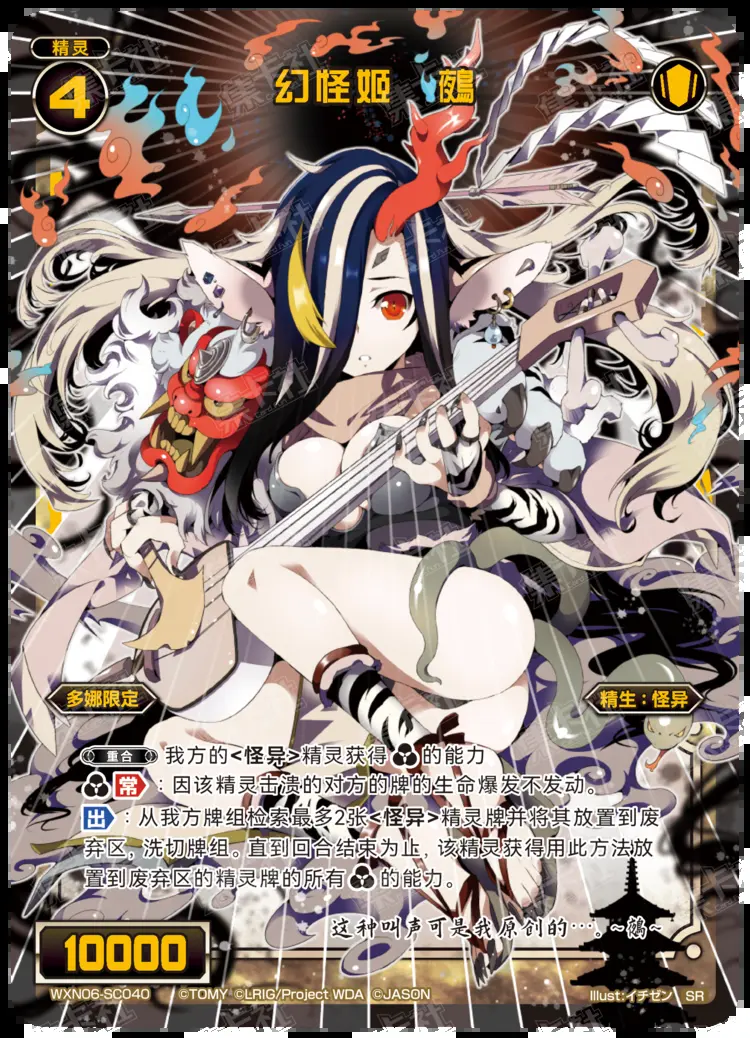 精灵
4
幻怪姬 鵺
多娜限定
精生：怪异
重合 我方的<怪异>精灵获得的能力
常：因该精灵击溃的对方的牌的生命爆发不发动。
出：从我方牌组检索最多2张<怪异>精灵牌并将其放置到废
弃区，洗切牌组。直到回合结束为止，该精灵获得用此方法放
置到废弃区的精灵牌的所有的能力。
这种叫声可是我原创的…。~鵺~
10000
WXN06-SC040 ©TOMY ©LRIG/Project WDA ©JASON
Illust:イチゼン SR
集卡社